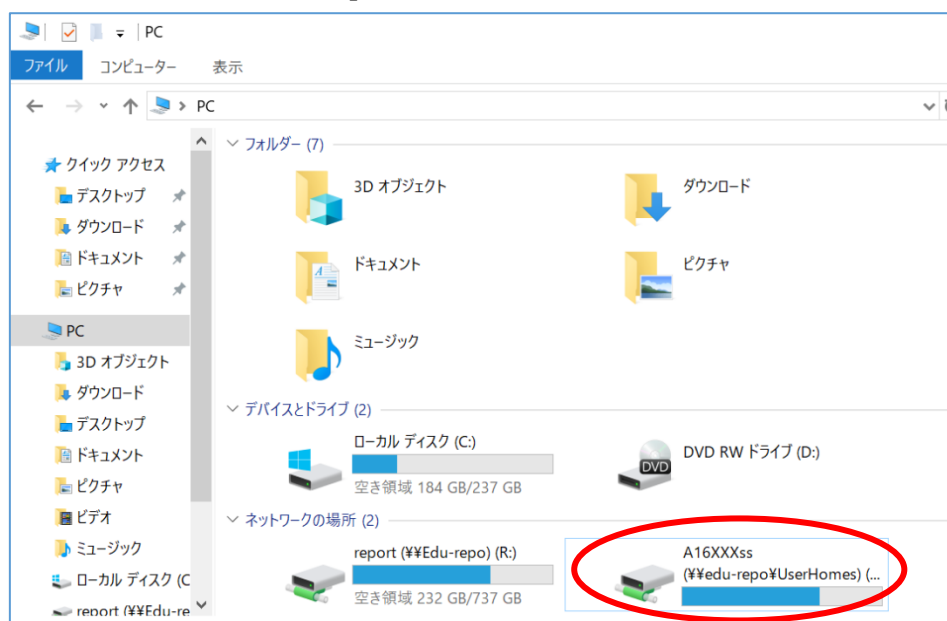 PC
ファイル コンピューター 表示
PC
クイック アクセス
デスクトップ
ダウンロード
ドキュメント
ピクチャ
PC
3D オブジェクト
ダウンロード
デスクトップ
ドキュメント
ピクチャ
ビデオ
ミュージック
ローカル ディスク (C
report (¥¥Edu-re
フォルダー (7)
3D オブジェクト
ダウンロード
ドキュメント
ピクチャ
ミュージック
デバイスとドライブ (2)
ローカル ディスク (C:)
空き領域 184 GB/237 GB
DVD RW ドライブ (D:)
DVD
ネットワークの場所 (2)
report (¥¥Edu-repo) (R:)
空き領域 232 GB/737 GB
A16XXXss
(¥¥edu-repo¥UserHomes) (...